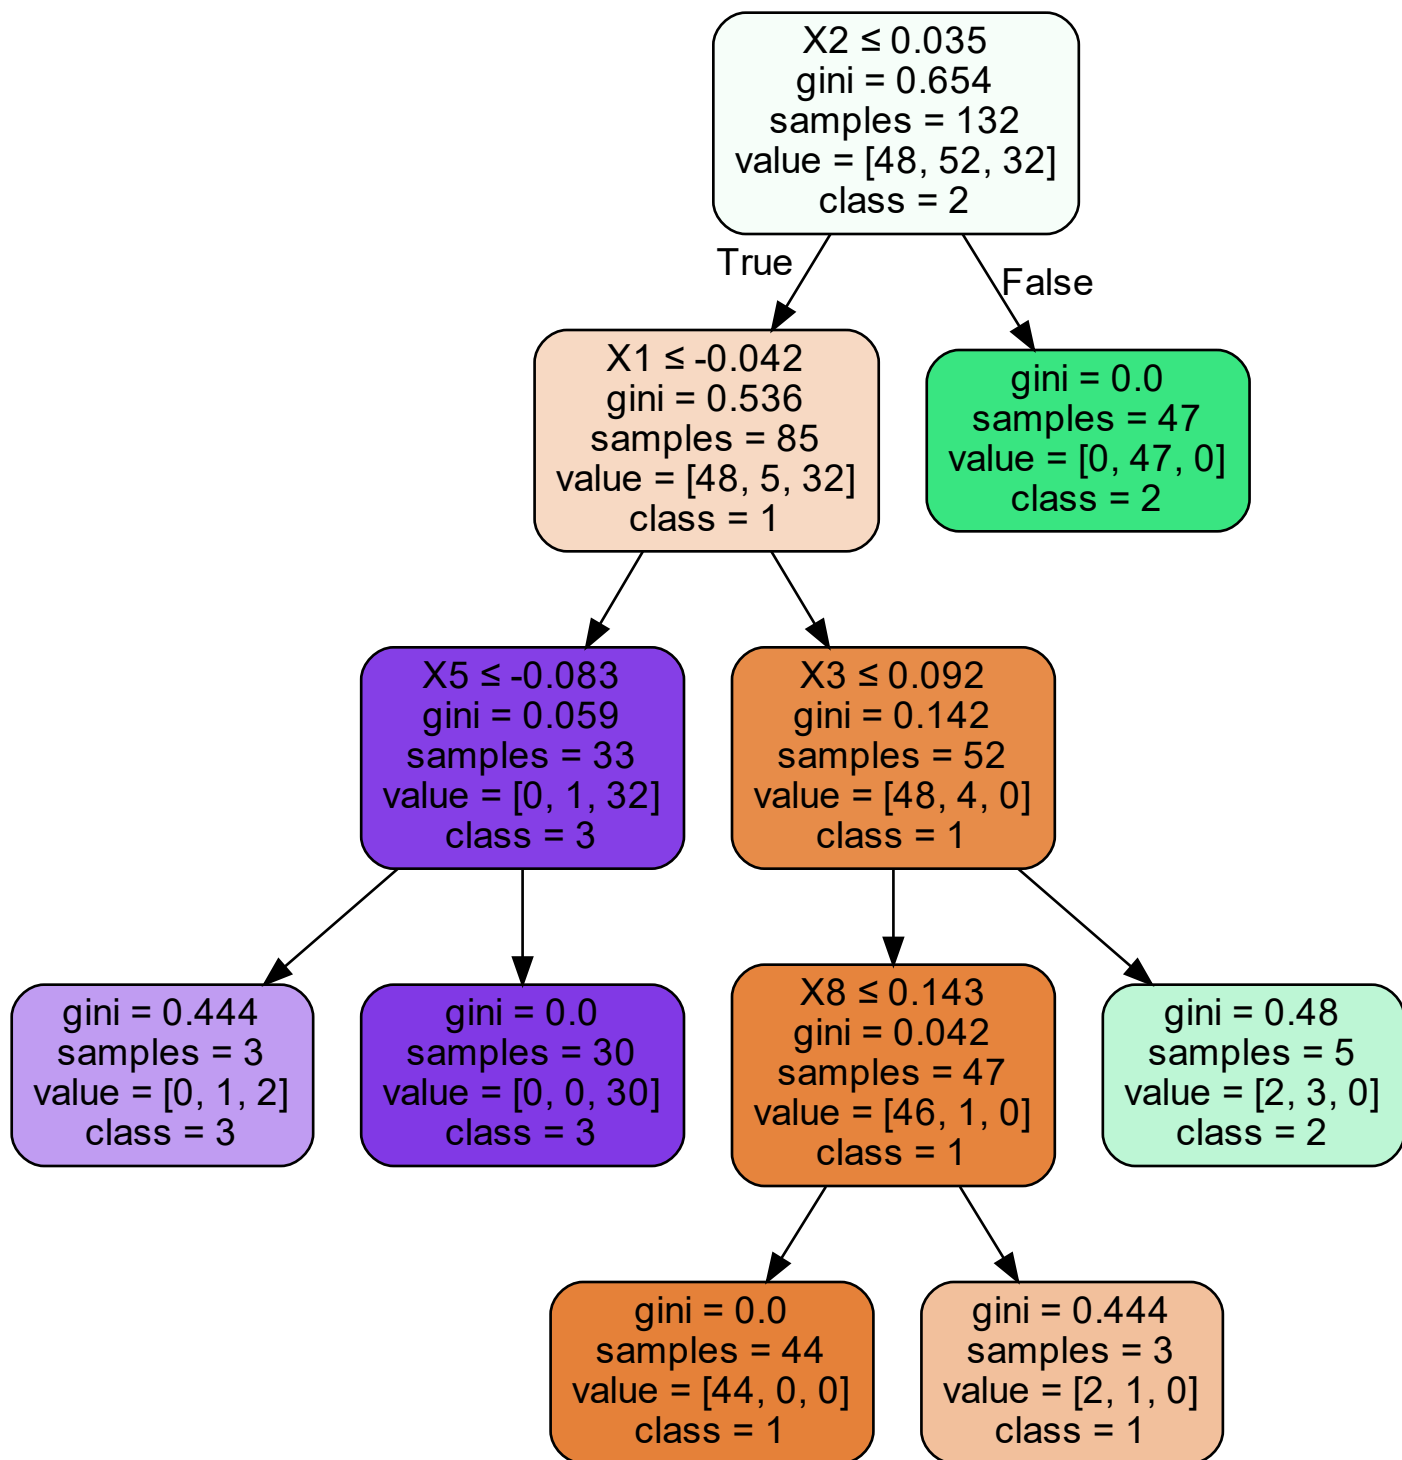 X2 ≤ 0.035
gini = 0.654
samples = 132
value = [48, 52, 32]
class = 2
True
False
X1 ≤ -0.042
gini = 0.536
samples = 85
value = [48, 5, 32]
class = 1
gini = 0.0
samples = 47
value = [0, 47, 0]
class = 2
X5 ≤ -0.083
gini = 0.059
samples = 33
value = [0, 1, 32]
class = 3
X3 ≤ 0.092
gini = 0.142
samples = 52
value = [48, 4, 0]
class = 1
gini = 0.444
samples = 3
value = [0, 1, 2]
class = 3
gini = 0.0
samples = 30
value = [0, 0, 30]
class = 3
X8 ≤ 0.143
gini = 0.042
samples = 47
value = [46, 1, 0]
class = 1
gini = 0.48
samples = 5
value = [2, 3, 0]
class = 2
gini = 0.0
samples = 44
value = [44, 0, 0]
class = 1
gini = 0.444
samples = 3
value = [2, 1, 0]
class = 1